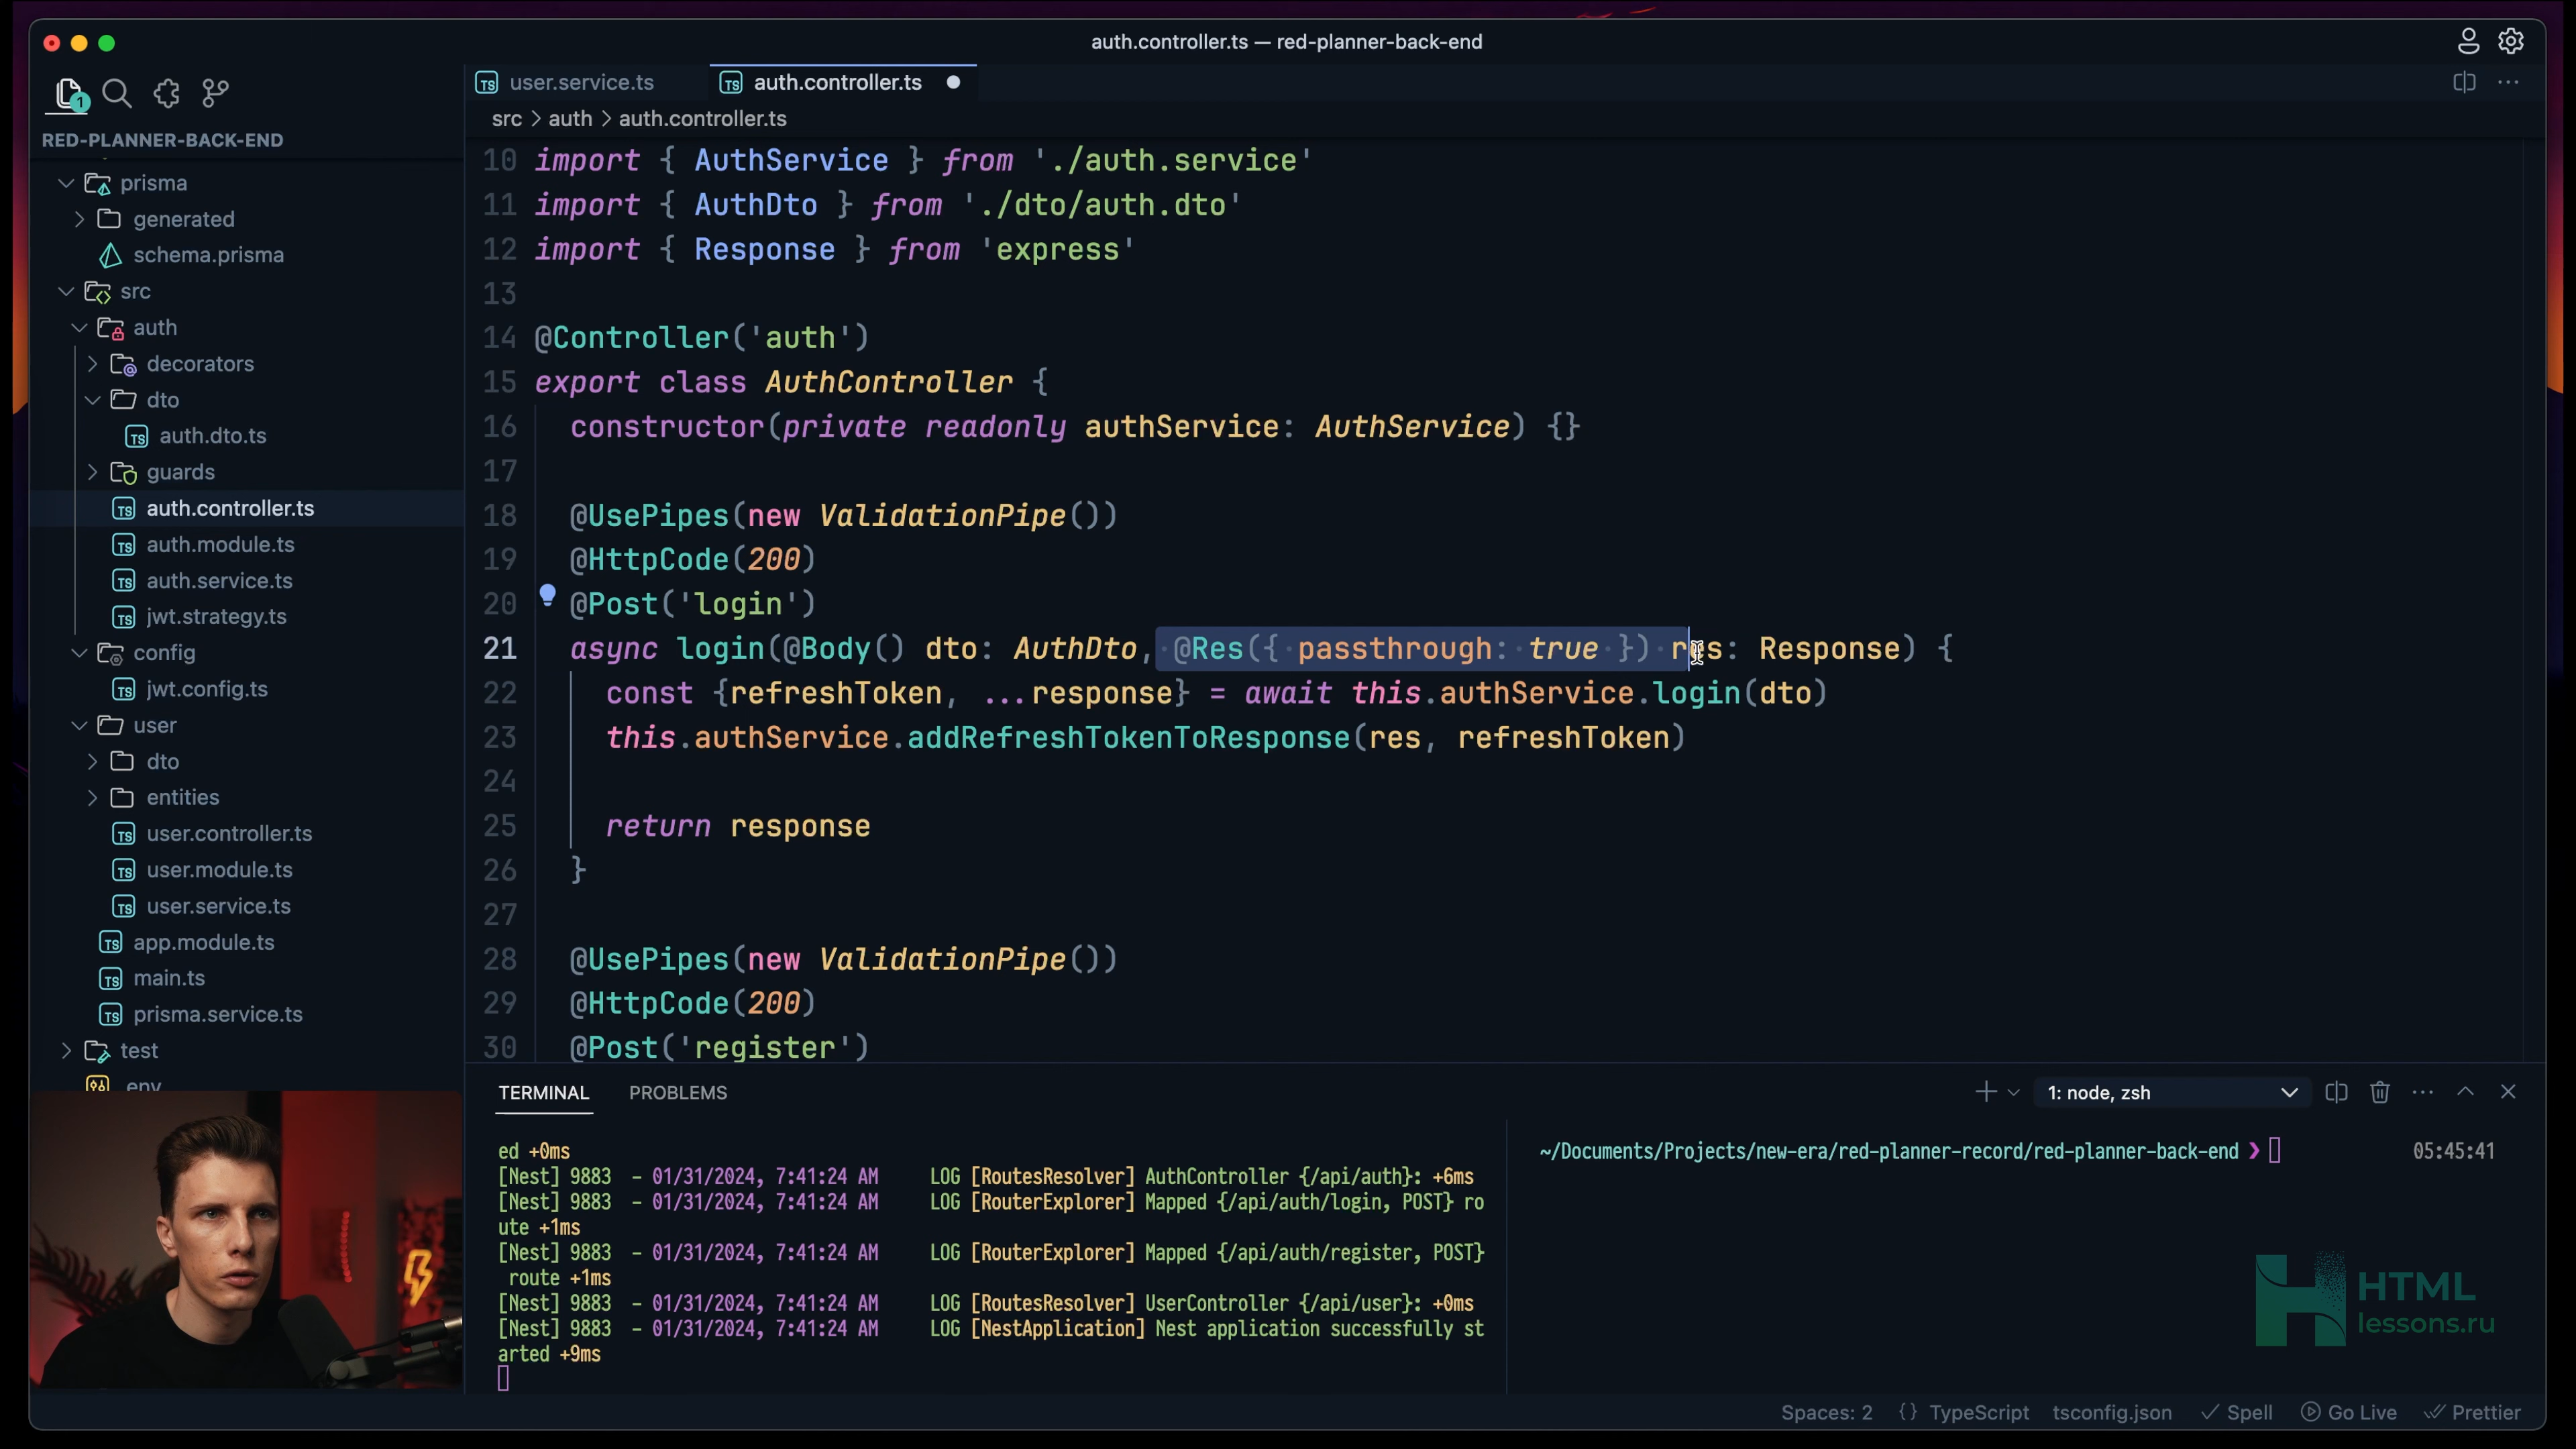 auth.controller.ts — red-planner-back-end
1
RED-PLANNER-BACK-END
prisma
generated
schema.prisma
src
auth
decorators
dto
auth.dto.ts
guards
auth.controller.ts
auth.module.ts
auth.service.ts
jwt.strategy.ts
config
jwt.config.ts
user
dto
entities
user.controller.ts
user.module.ts
user.service.ts
app.module.ts
main.ts
prisma.service.ts
test
.env
user.service.ts
auth.controller.ts
src > auth > auth.controller.ts
10 import { AuthService } from './auth.service'
11 import { AuthDto } from './dto/auth.dto'
12 import { Response } from 'express'
13
14 @Controller('auth')
15 export class AuthController {
16 constructor(private readonly authService: AuthService) {}
17
18 @UsePipes(new ValidationPipe())
19 @HttpCode(200)
20 @Post('login')
21 async login(@Body() dto: AuthDto, @Res({ passthrough: true }) res: Response) {
22 const {refreshToken, ...response} = await this.authService.login(dto)
23 this.authService.addRefreshTokenToResponse(res, refreshToken)
24
25 return response
26 }
27
28 @UsePipes(new ValidationPipe())
29 @HttpCode(200)
30 @Post('register')
TERMINAL PROBLEMS
1: node, zsh
ed +0ms
[Nest] 9883 - 01/31/2024, 7:41:24 AM LOG [RoutesResolver] AuthController {/api/auth}: +6ms
[Nest] 9883 - 01/31/2024, 7:41:24 AM LOG [RouterExplorer] Mapped {/api/auth/login, POST} ro
ute +1ms
[Nest] 9883 - 01/31/2024, 7:41:24 AM LOG [RouterExplorer] Mapped {/api/auth/register, POST}
route +1ms
[Nest] 9883 - 01/31/2024, 7:41:24 AM LOG [RoutesResolver] UserController {/api/user}: +0ms
[Nest] 9883 - 01/31/2024, 7:41:24 AM LOG [NestApplication] Nest application successfully st
arted +9ms
~/Documents/Projects/new-era/red-planner-record/red-planner-back-end ❯
05:45:41
HTML
lessons.ru
Spaces: 2 {} TypeScript tsconfig.json Spell Go Live Prettier